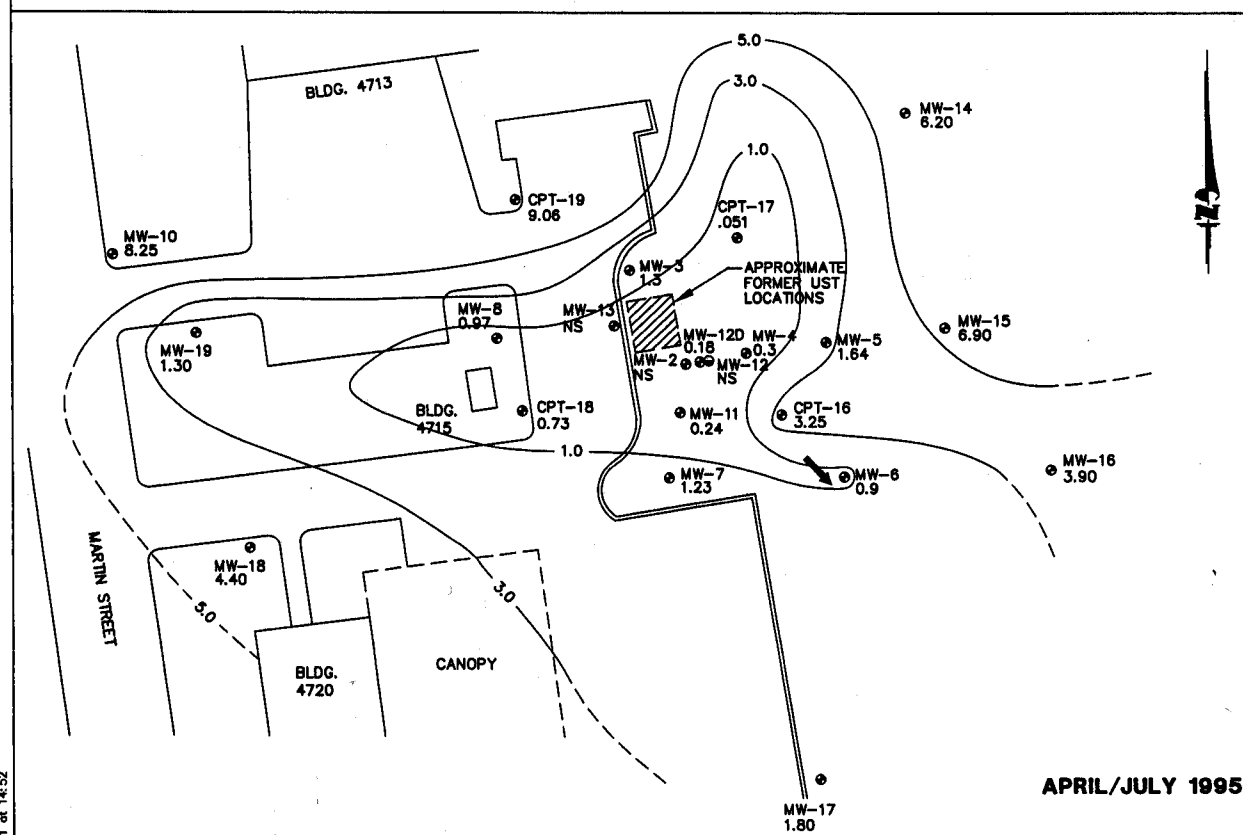 5.0
3.0
BLDG. 4713
MW-14
6.20
1.0
CPT-19
9.06
CPT-17
.051
MW-10
8.25
MW-3
1.3
APPROXIMATE
FORMER UST
LOCATIONS
MW-8
0.97
MW-13
NS
MW-19
1.30
MW-12D
0.18
MW-4
0.3
MW-5
1.64
MW-15
6.90
MW-2
NS
MW-12
NS
BLDG.
4715
CPT-18
0.73
MW-11
0.24
CPT-16
3.25
1.0
MW-7
1.23
MW-6
0.9
MW-16
3.90
MARTIN STREET
MW-18
4.40
5.0
3.0
BLDG.
4720
CANOPY
MW-17
1.80
APRIL/JULY 1995
1 at 14:52